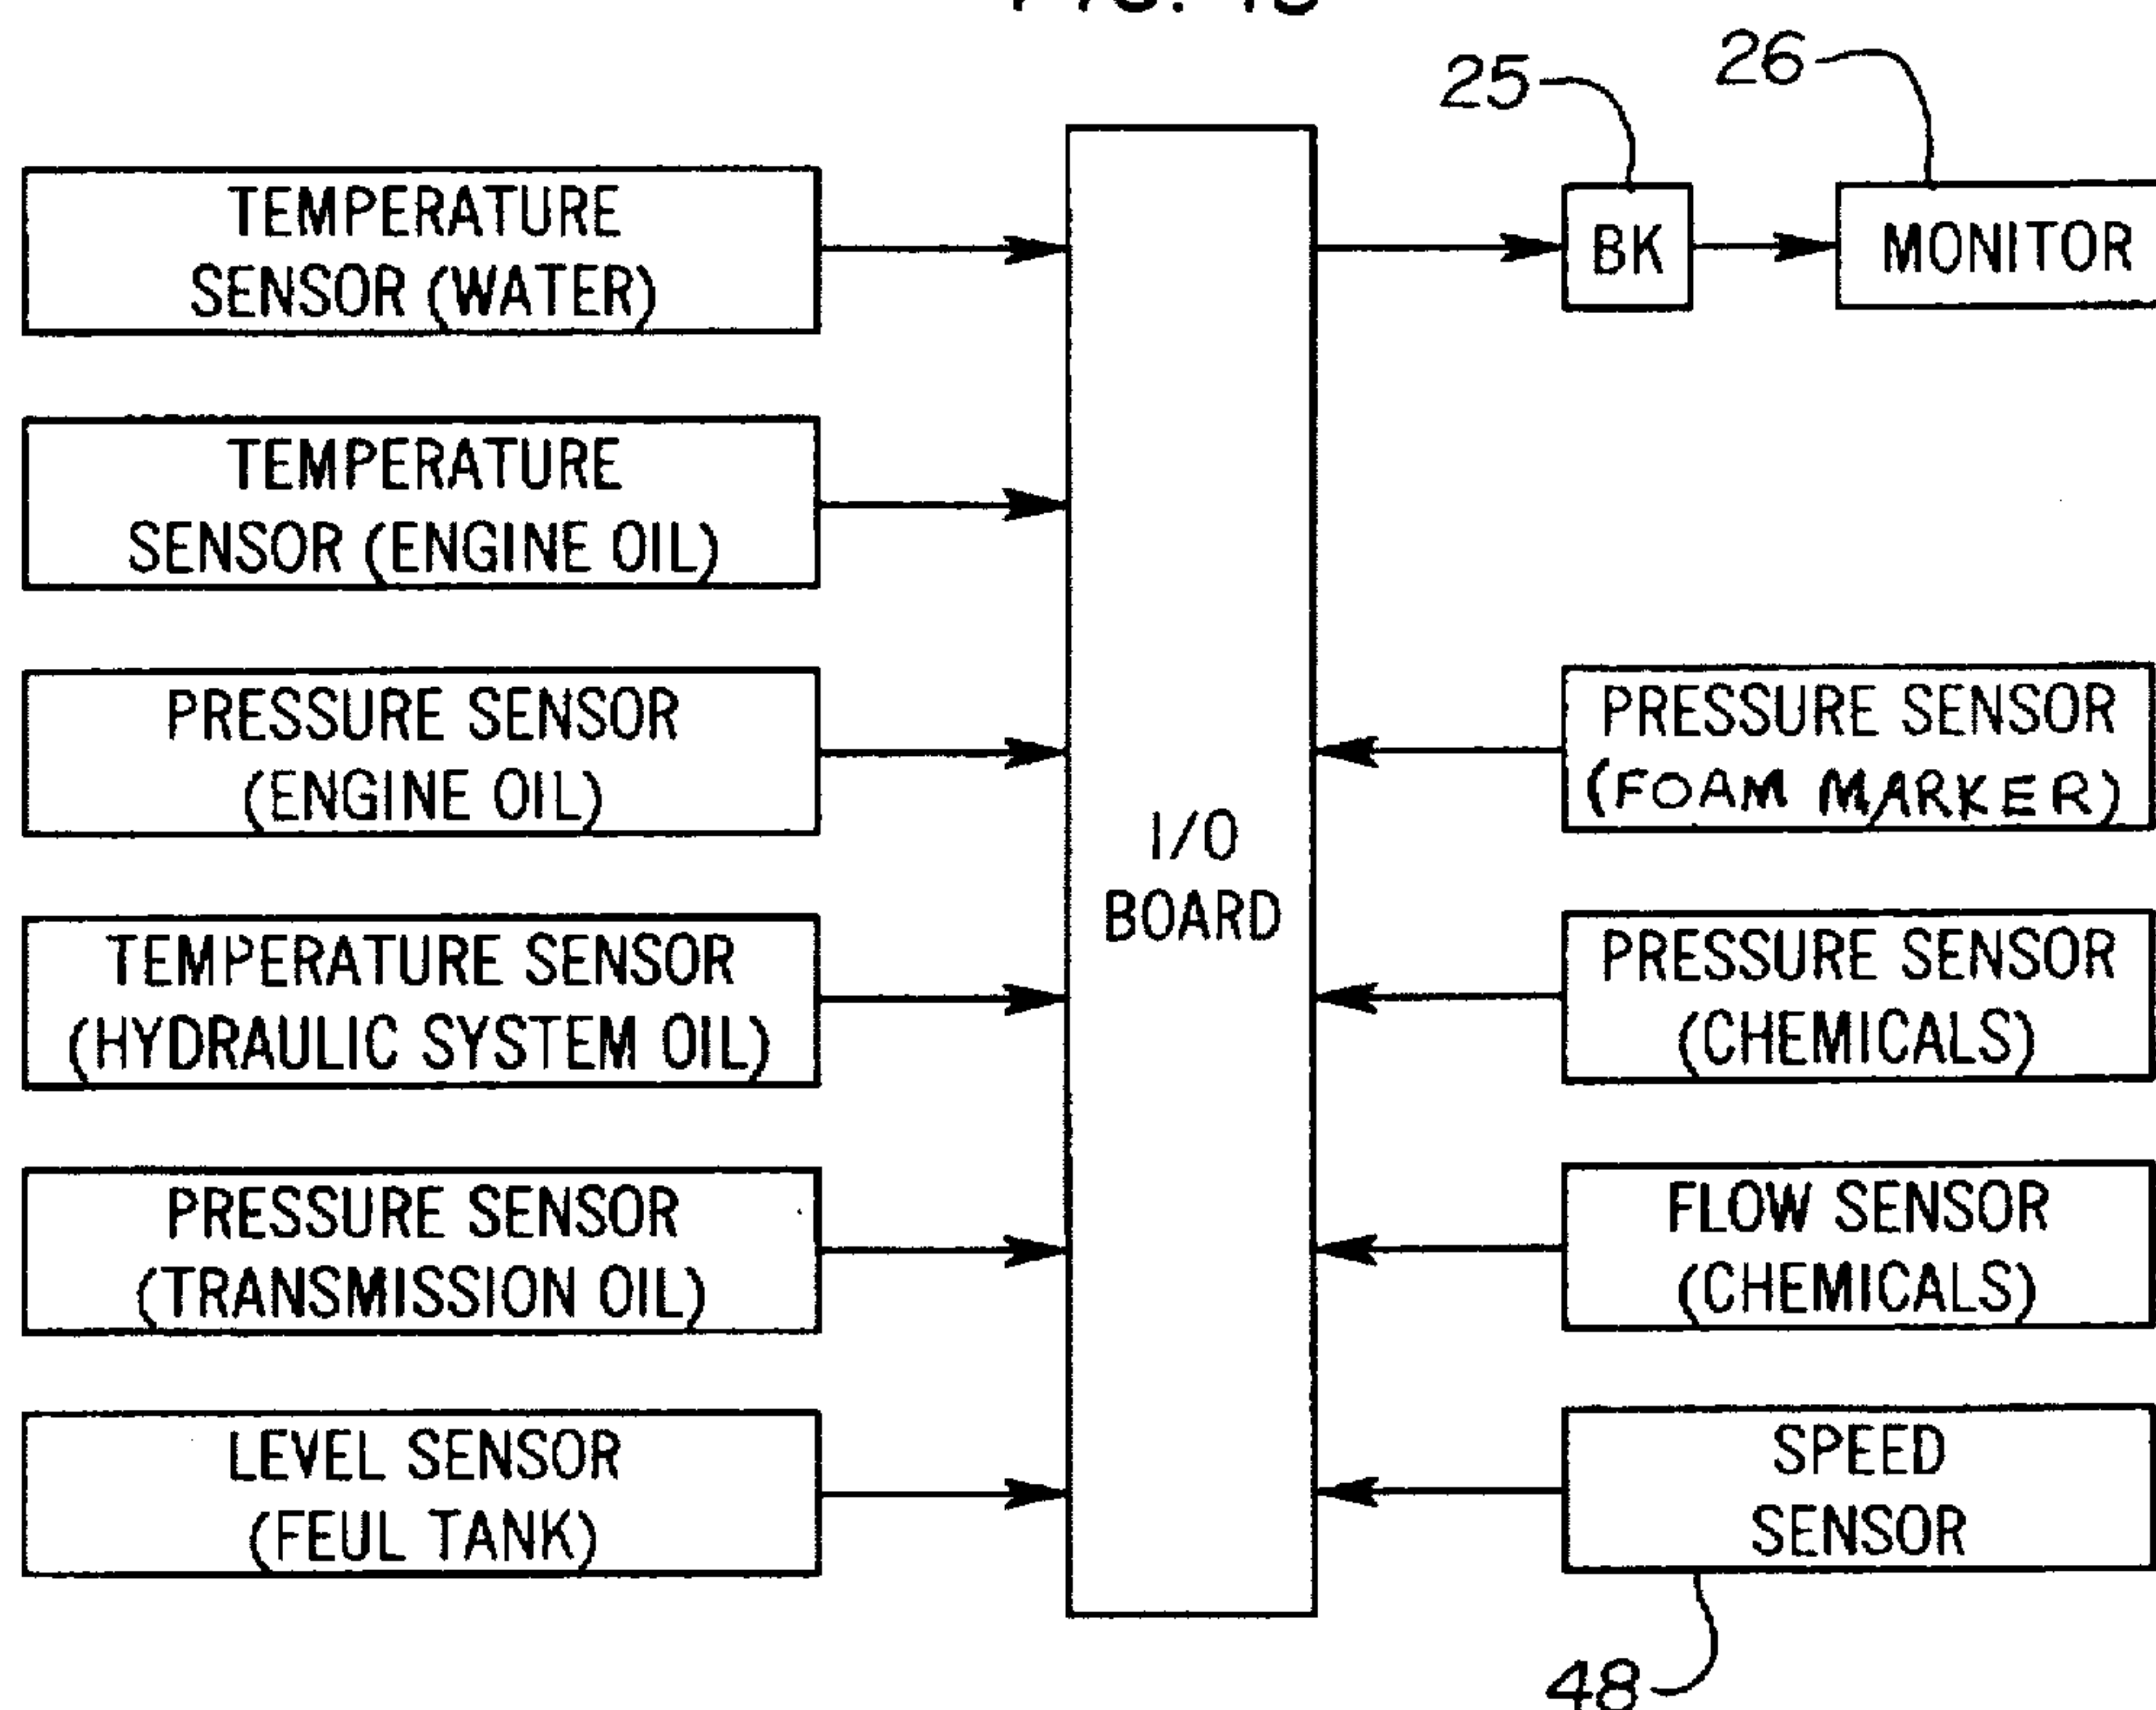 25
26
TEMPERATURE
SENSOR (WATER)
BK
MONITOR
TEMPERATURE
SENSOR (ENGINE OIL)
PRESSURE SENSOR
(ENGINE OIL)
PRESSURE SENSOR
(FOAM MARKER)
I/O
BOARD
TEMPERATURE SENSOR
(HYDRAULIC SYSTEM OIL)
PRESSURE SENSOR
(CHEMICALS)
PRESSURE SENSOR
(TRANSMISSION OIL)
FLOW SENSOR
(CHEMICALS)
LEVEL SENSOR
(FEUL TANK)
SPEED
SENSOR
48